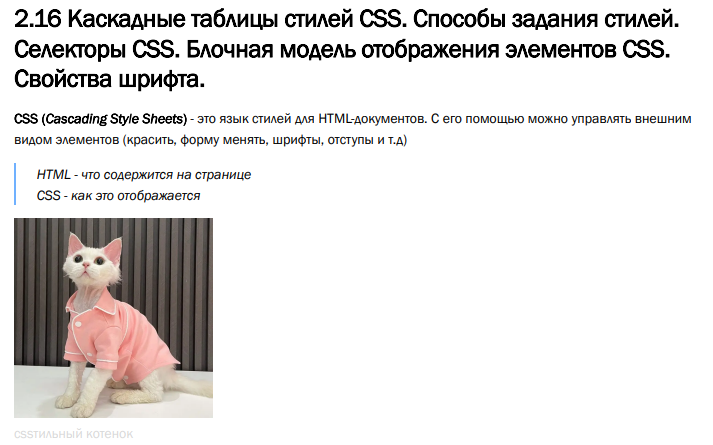 2.16 Каскадные таблицы стилей CSS. Способы задания стилей.
Селекторы CSS. Блочная модель отображения элементов CSS.
Свойства шрифта.
CSS (Cascading Style Sheets) - это язык стилей для HTML-документов. С его помощью можно управлять внешним
видом элементов (красить, форму менять, шрифты, отступы и т.д)
HTML - что содержится на странице
CSS - как это отображается
cssтильный котенок